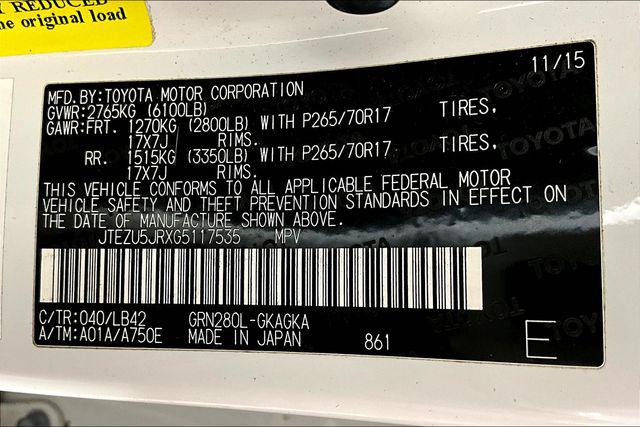 REDUCED
he original load
11/15
MFD.BY:TOYOTA MOTOR CORPORATION
GVWR:2765KG (6100LB)
GAWR:FRT. 1270KG (2800LB) WITH P265/70R17 TIRES,
17X7J RIMS.
RR. 1515KG (3350LB) WITH P265/70R17 TIRES,
17X7J RIMS.
THIS VEHICLE CONFORMS TO ALL APPLICABLE FEDERAL MOTOR
VEHICLE SAFETY AND THEFT PREVENTION STANDARDS IN EFFECT ON
THE DATE OF MANUFACTURE SHOWN ABOVE.
JTEZU5JRXG5117535 MPV
C/TR:040/LB42 GRN280L-GKAGKA
A/TM:A01A/A750E MADE IN JAPAN 861 E